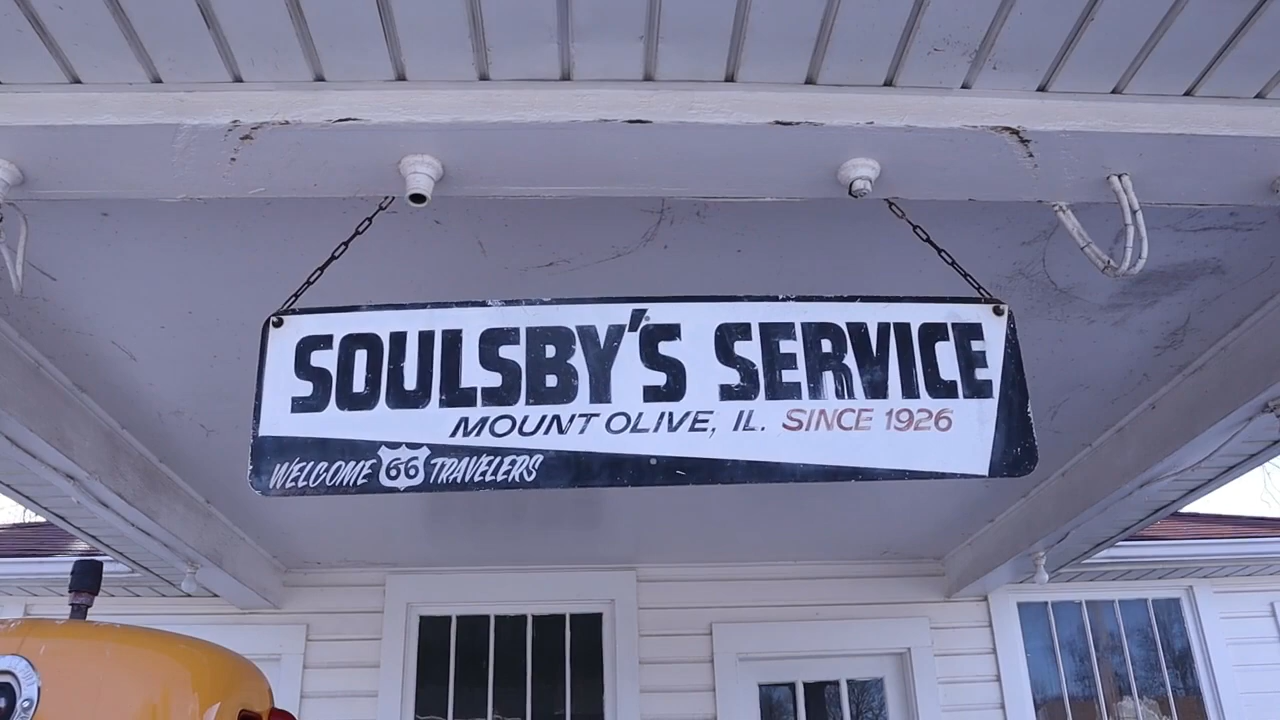 SOULSBY'S SERVICE
MOUNT OLIVE, IL. SINCE 1926
WELCOME 66 TRAVELERS